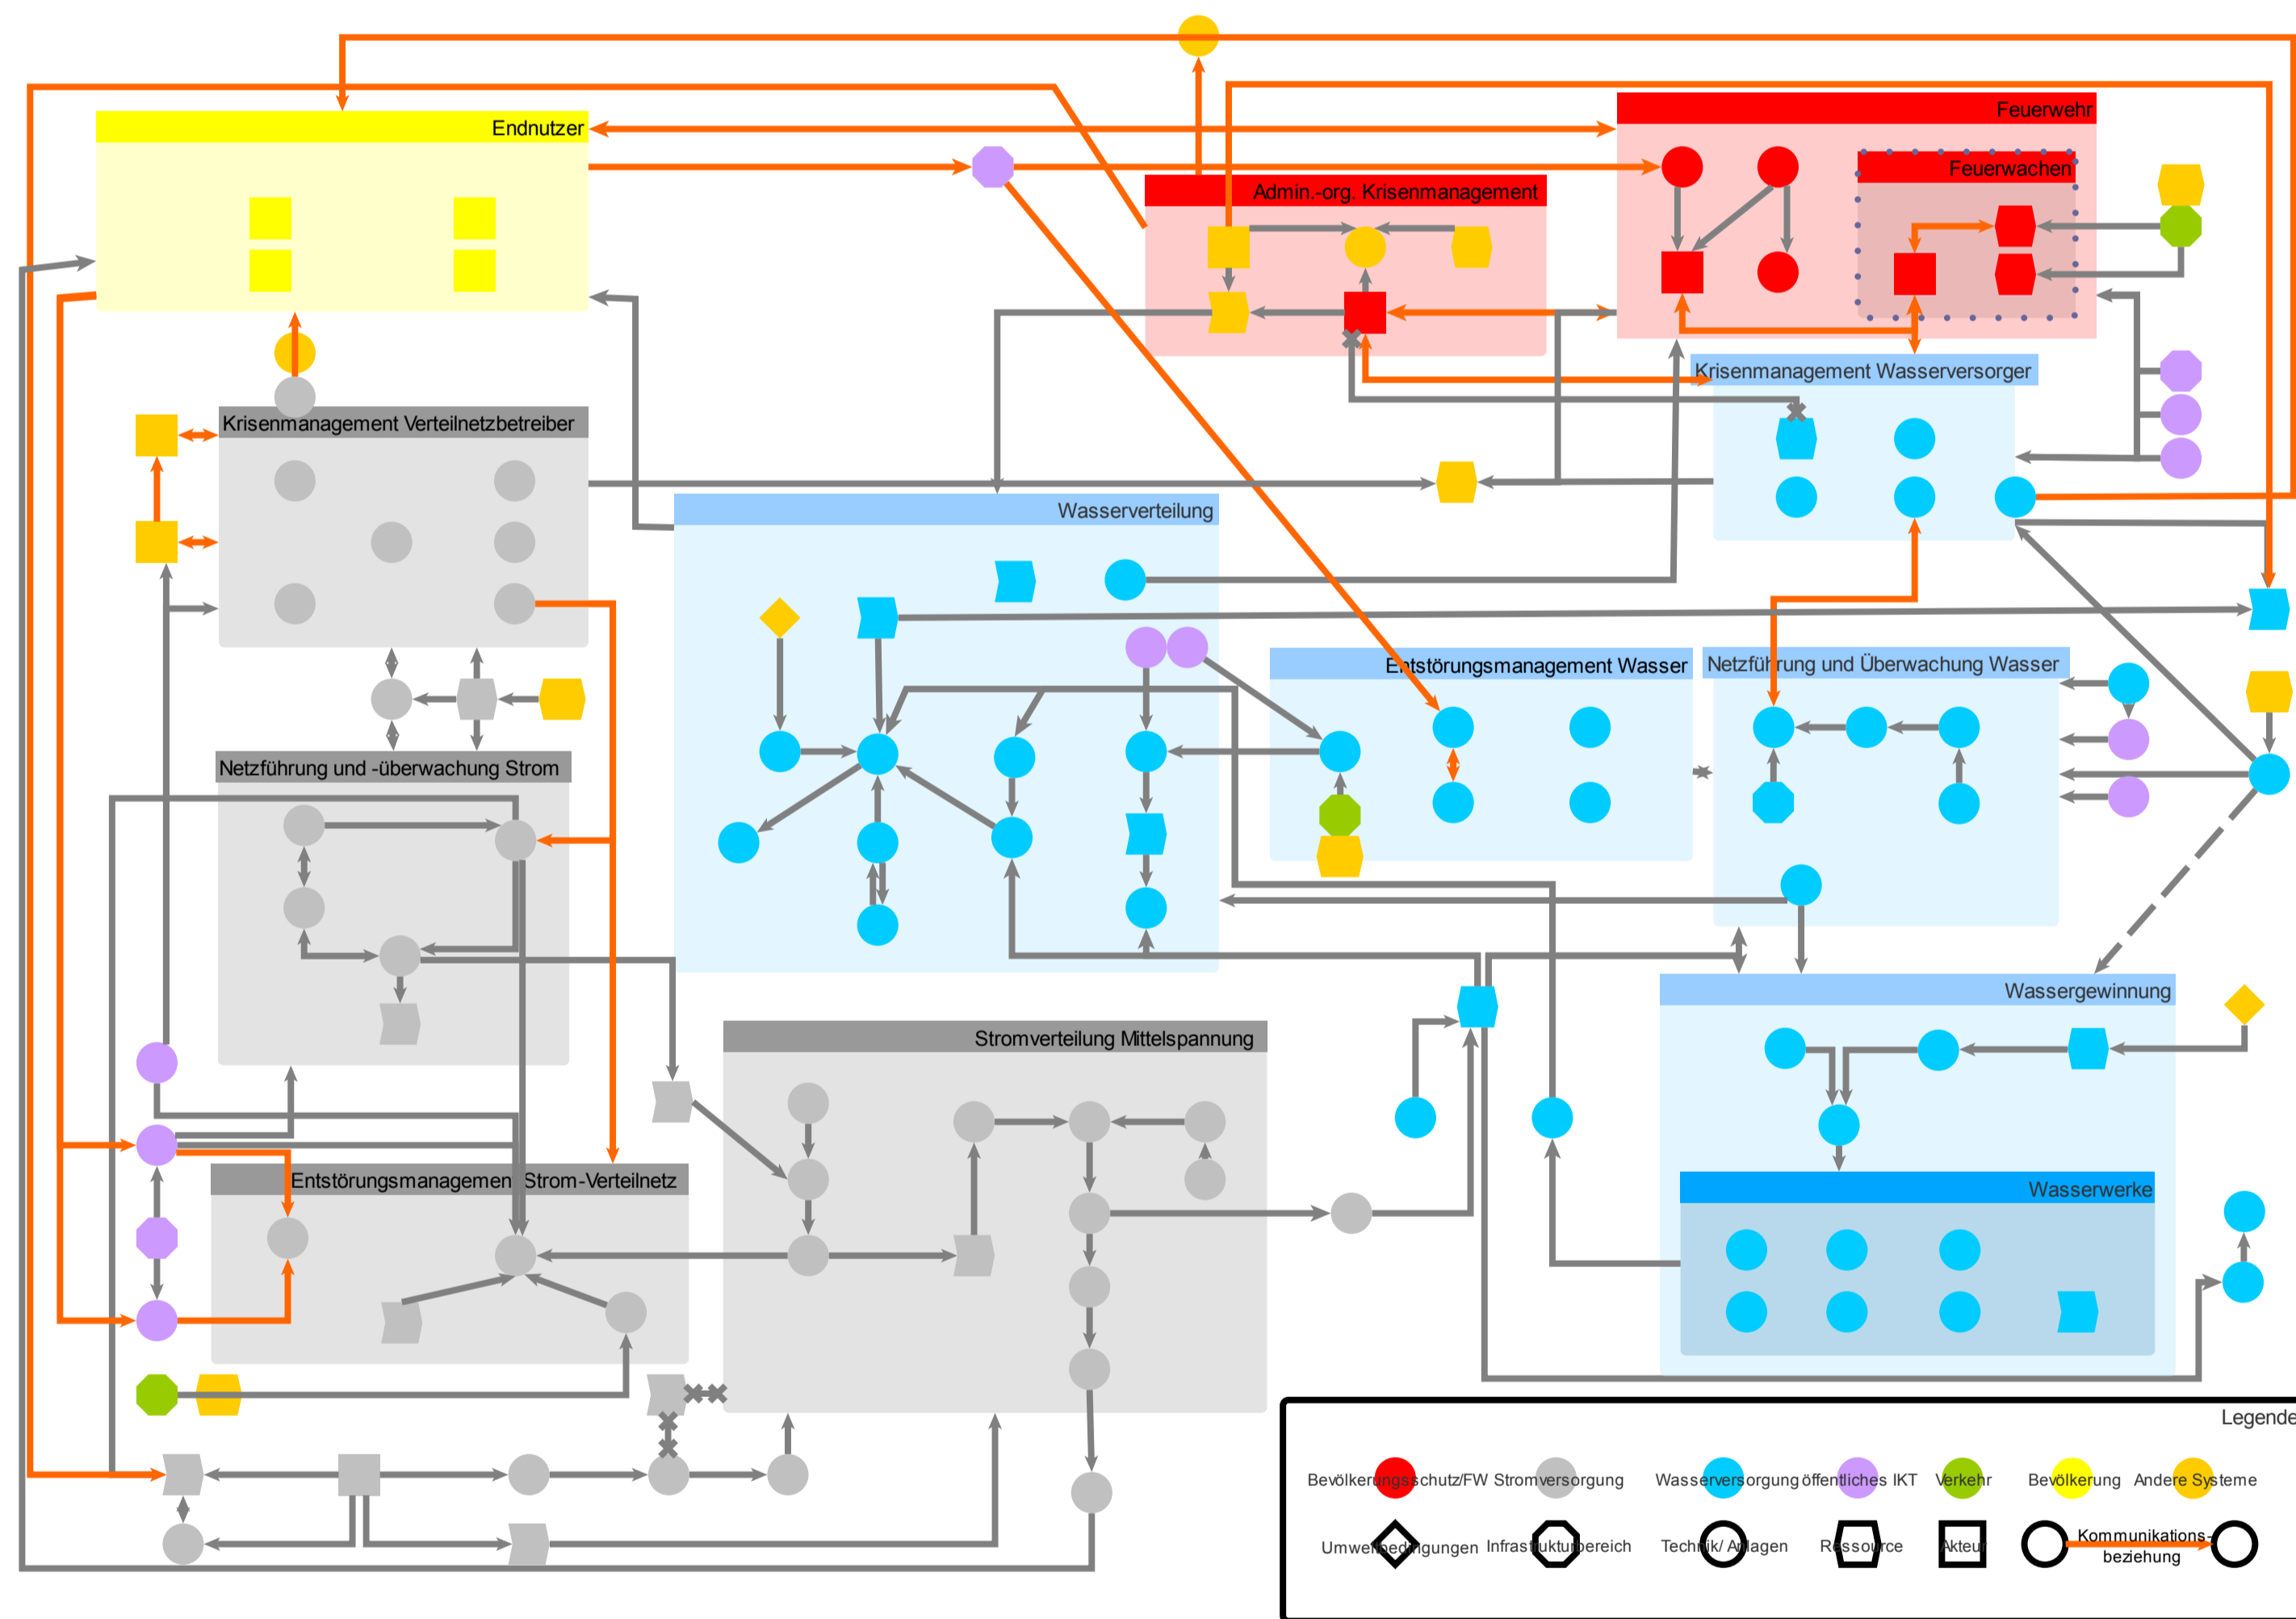 Endnutzer
Feuerwehr
Feuerwachen
Admin.-org. Krisenmanagement
Krisenmanagement Wasserversorger
Krisenmanagement Verteilnetzbetreiber
Wasserverteilung
Entstörungsmanagement Wasser
Netzführung und Überwachung Wasser
Netzführung und -überwachung Strom
Wassergewinnung
Stromverteilung Mittelspannung
Entstörungsmanagement Strom-Verteilnetz
Wasserwerke
Legende
Bevölkerungsschutz/FW Stromversorgung Wasserversorgung öffentliches IKT Verkehr Bevölkerung Andere Systeme
Umweltbedingungen Infrastrukturbereich Technik/ Anlagen Ressource Akteur Kommunikations-
beziehung